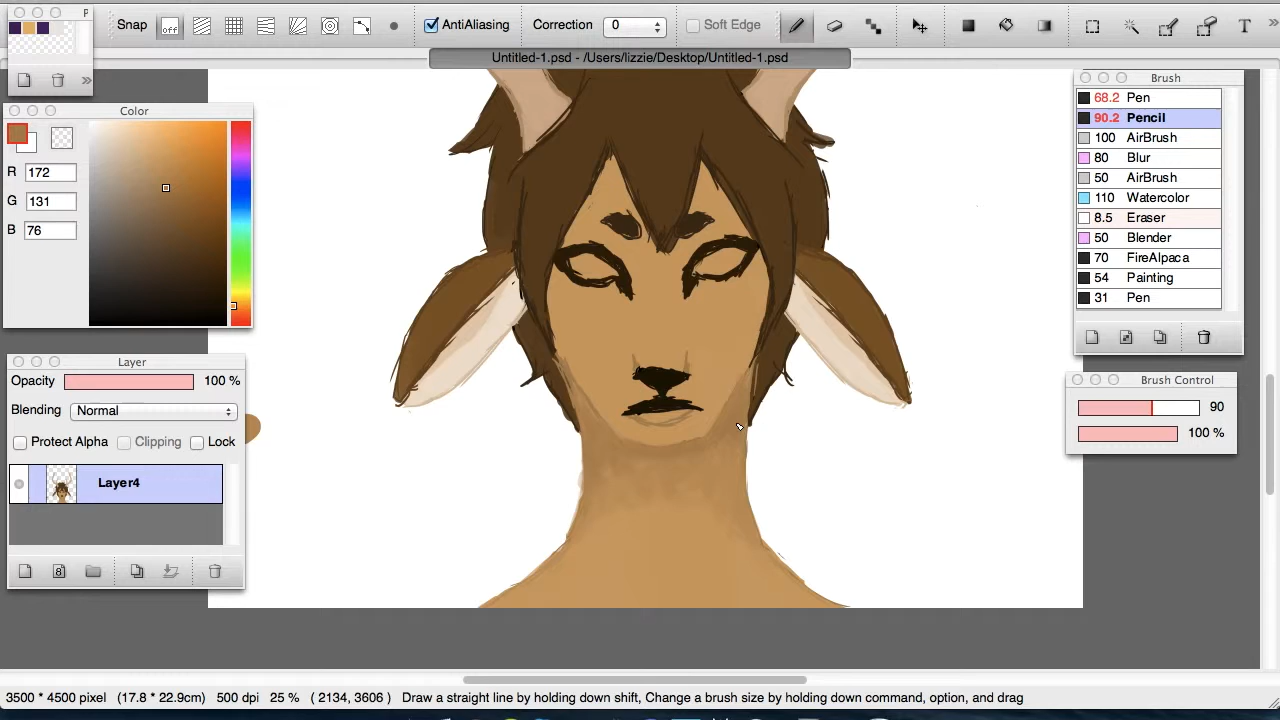 P
Snap off AntiAliasing Correction 0 Soft Edge T »
Untitled-1.psd - /Users/lizzie/Desktop/Untitled-1.psd
»
Color
R 172
G 131
B 76
Layer
Opacity 100 %
Blending Normal
Protect Alpha Clipping Lock
Layer4
8
Brush
68.2 Pen
90.2 Pencil
100 AirBrush
80 Blur
50 AirBrush
110 Watercolor
8.5 Eraser
50 Blender
70 FireAlpaca
54 Painting
31 Pen
Brush Control
90
100 %
3500 * 4500 pixel (17.8 * 22.9cm) 500 dpi 25 % ( 2134, 3606 ) Draw a straight line by holding down shift, Change a brush size by holding down command, option, and drag